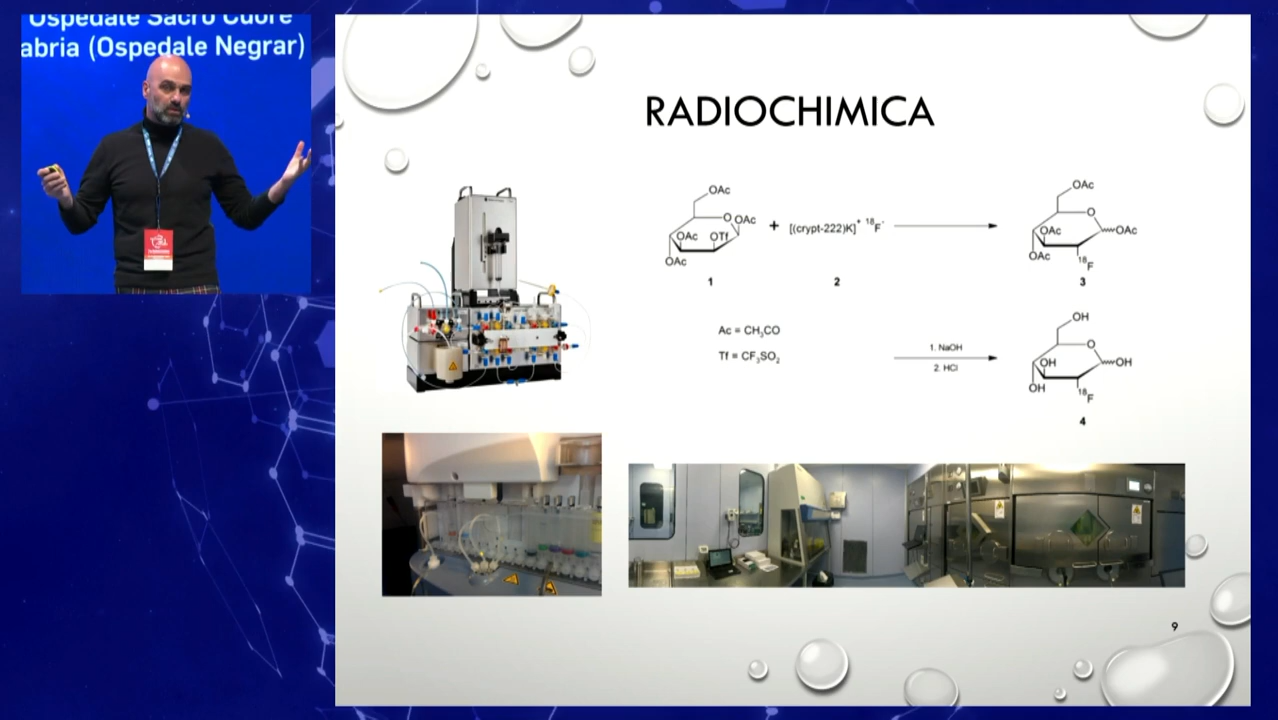 Ospedale Sacro Cuore
abria (Ospedale Negrar)
RADIOCHIMICA
OAc
O
OAc
OAc
OTf
OAc
1
+
[(crypt-222)K]+ 18F-
2
OAc
O
OAc
OAc
OAc
18F
3
Ac = CH3CO
Tf = CF3SO2
1. NaOH
2. HCl
OH
O
OH
OH
OH
18F
4
9